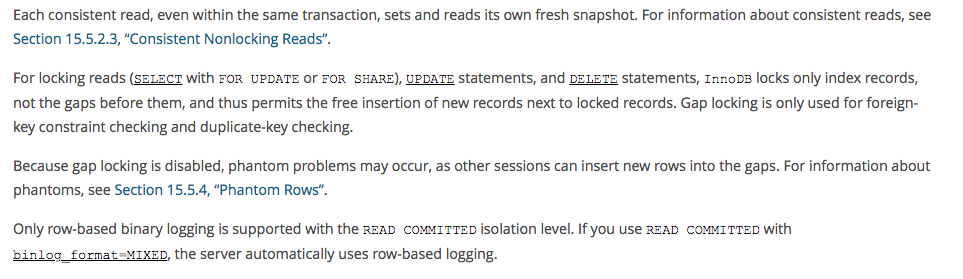 Each consistent read, even within the same transaction, sets and reads its own fresh snapshot. For information about consistent reads, see
Section 15.5.2.3, “Consistent Nonlocking Reads”.
For locking reads (SELECT with FOR UPDATE or FOR SHARE), UPDATE statements, and DELETE statements, InnoDB locks only index records,
not the gaps before them, and thus permits the free insertion of new records next to locked records. Gap locking is only used for foreign-
key constraint checking and duplicate-key checking.
Because gap locking is disabled, phantom problems may occur, as other sessions can insert new rows into the gaps. For information about
phantoms, see Section 15.5.4, “Phantom Rows”.
Only row-based binary logging is supported with the READ COMMITTED isolation level. If you use READ COMMITTED with
binlog_format=MIXED, the server automatically uses row-based logging.